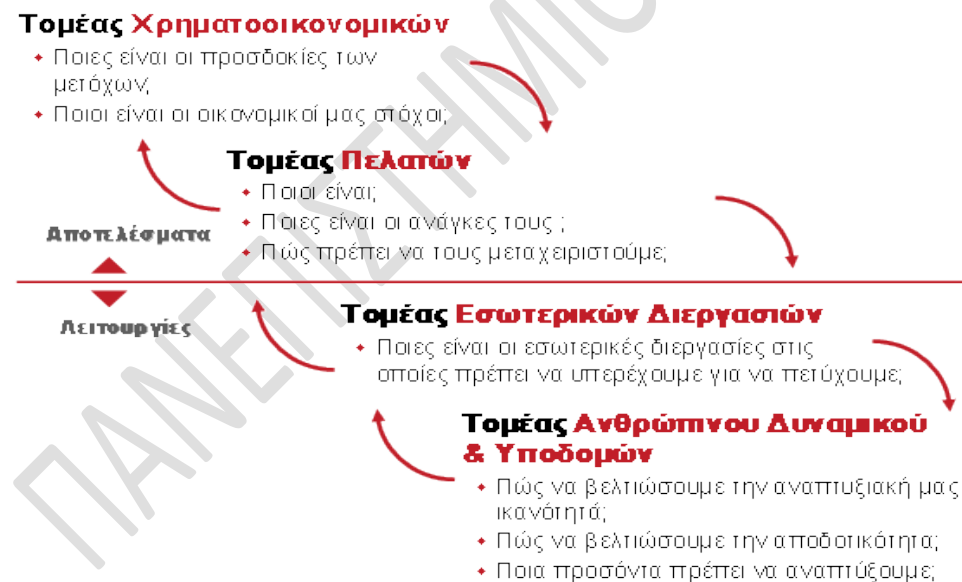 Τομέας Χρηματοοικονομικών
Ποιες είναι οι προσδοκίες των
μετόχων;
Ποιοι είναι οι οικονομικοί μας στόχοι;
Τομέας Πελατών
Ποιοι είναι;
Ποιες είναι οι ανάγκες τους ;
Πώς πρέπει να τους μεταχειριστούμε;
Αποτελέσματα
Λειτουργίες
Τομέας Εσωτερικών Διεργασιών
Ποιες είναι οι εσωτερικές διεργασίες στις
οποίες πρέπει να υπερέχουμε για να πετύχουμε;
Τομέας Ανθρώπινου Δυναμικού
& Υποδομών
Πώς να βελτιώσουμε την αναπτυξιακή μας
ικανότητά;
Πώς να βελτιώσουμε την αποδοτικότητα;
Ποια προσόντα πρέπει να αναπτύξουμε;